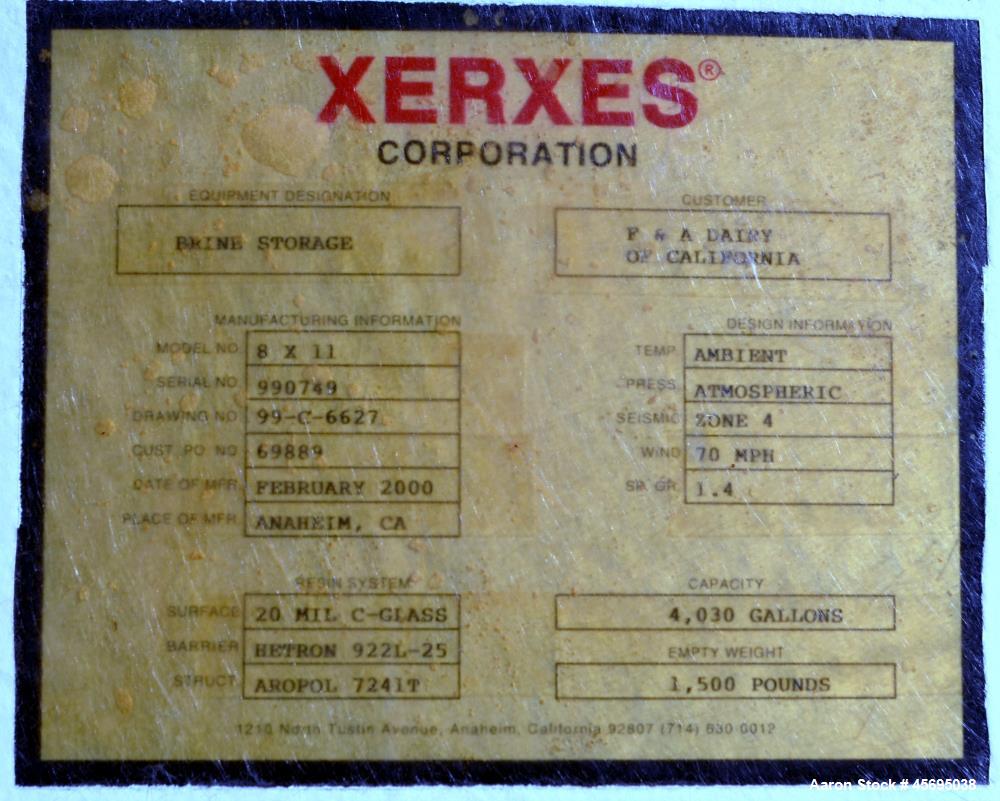 XERXES®
CORPORATION
EQUIPMENT DESIGNATION
BRINE STORAGE
CUSTOMER
F & A DAIRY
OF CALIFORNIA
MANUFACTURING INFORMATION
MODEL NO 8 X 11
SERIAL NO 990749
DRAWING NO 99-C-6627
CUST. PO NO 69889
DATE OF MFR FEBRUARY 2000
PLACE OF MFR ANAHEIM, CA
DESIGN INFORMATION
TEMP AMBIENT
PRESS ATMOSPHERIC
SEISMIC ZONE 4
WIND 70 MPH
SP. GR. 1.4
RESIN SYSTEM
SURFACE 20 MIL C-GLASS
BARRIER HETRON 922L-25
STRUCT. AROPOL 7241T
CAPACITY
4,030 GALLONS
EMPTY WEIGHT
1,500 POUNDS
1210 North Tustin Avenue, Anaheim, California 92807 (714) 630-0012
Aaron Stock # 45695038